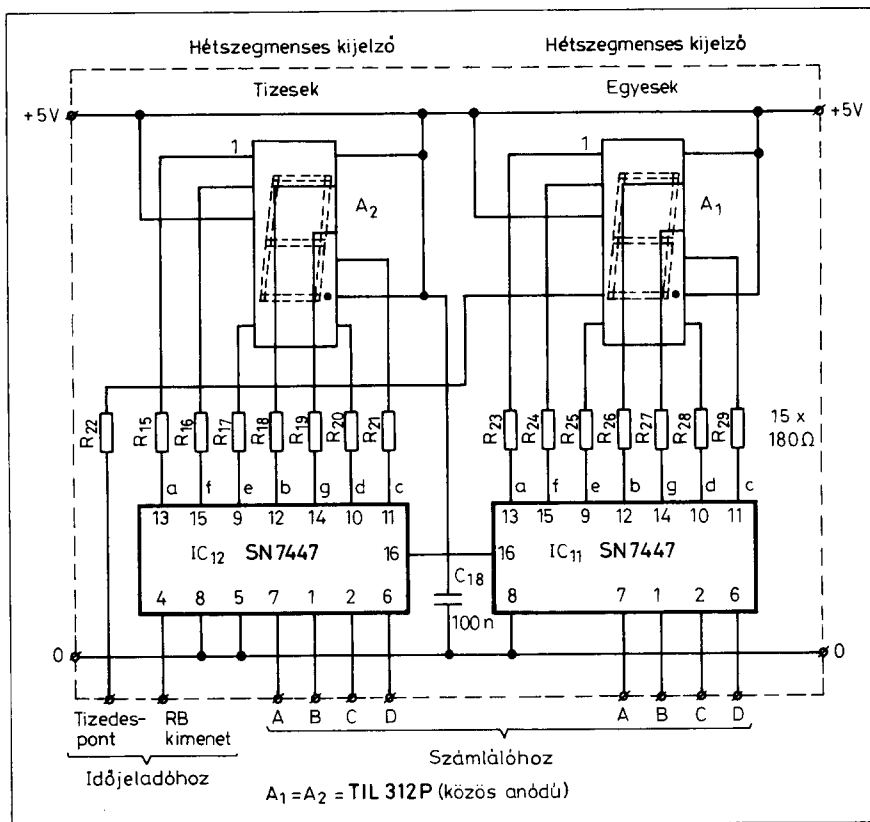 Hétszegmenses kijelző Hétszegmenses kijelző
Tizesek Egyesek
+5V +5V
1 1
A2 A1
R22 R15 R16 R17 R18 R19 R20 R21 R23 R24 R25 R26 R27 R28 R29
15 x
180Ω
a f e b g d c a f e b g d c
13 15 9 12 14 10 11 13 15 9 12 14 10 11
IC12 SN7447 16 16 IC11 SN7447
C18
100n
4 8 5 7 1 2 6 8 7 1 2 6
0 0
Tizedes-
pont
RB
kimenet
A B C D A B C D
Időjeladóhoz
Számlálóhoz
A1=A2=TIL 312P (közös anódú)